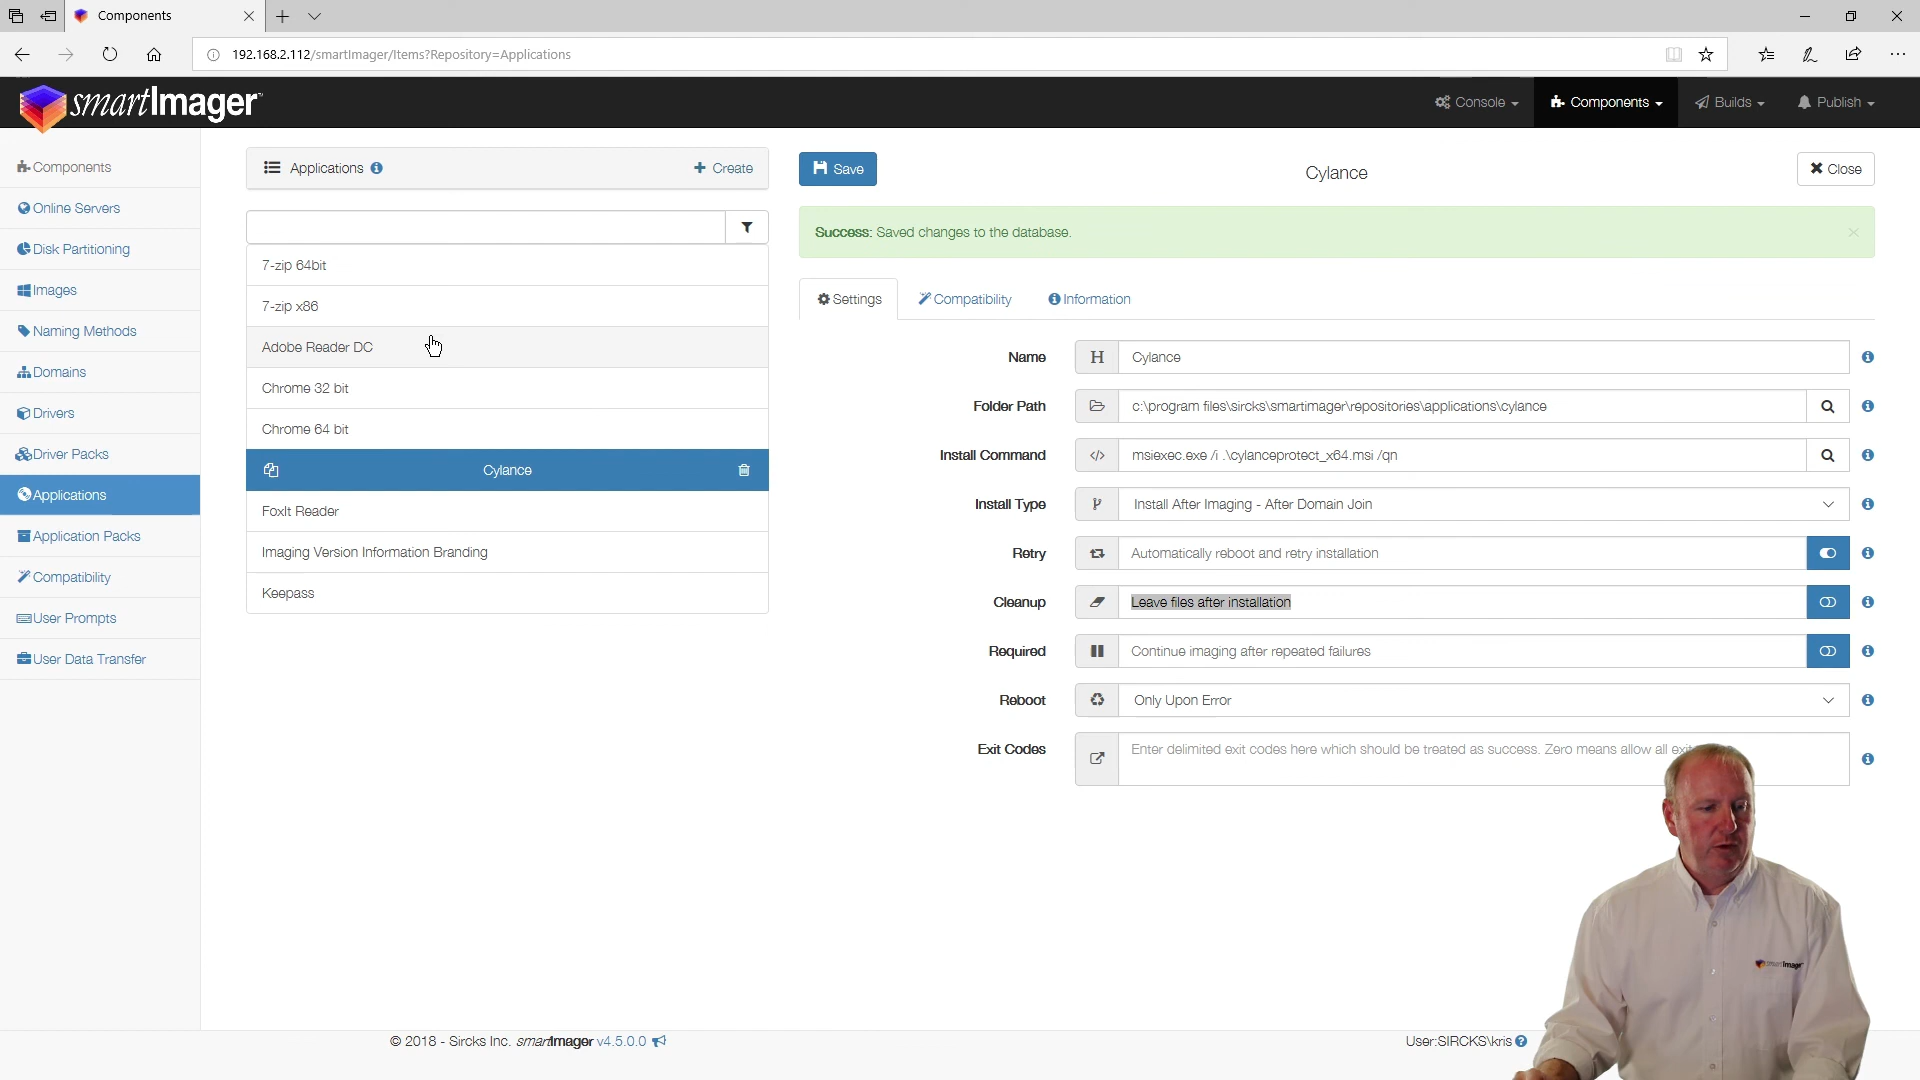 Components
192.168.2.112/smartImager/Items?Repository=Applications
smartImager™
Console
Components
Builds
Publish
Components
Online Servers
Disk Partitioning
Images
Naming Methods
Domains
Drivers
Driver Packs
Applications
Application Packs
Compatibility
User Prompts
User Data Transfer
Applications
+ Create
7-zip 64bit
7-zip x86
Adobe Reader DC
Chrome 32 bit
Chrome 64 bit
Cylance
FoxIt Reader
Imaging Version Information Branding
Keepass
Save
Cylance
Close
Success: Saved changes to the database.
Settings
Compatibility
Information
Name
H
Cylance
Folder Path
c:\program files\sircks\smartimager\repositories\applications\cylance
Install Command
</>
msiexec.exe /i .\cylanceprotect_x64.msi /qn
Install Type
Install After Imaging - After Domain Join
Retry
Automatically reboot and retry installation
Cleanup
Leave files after installation
Required
Continue imaging after repeated failures
Reboot
Only Upon Error
Exit Codes
Enter delimited exit codes here which should be treated as success. Zero means allow all
smartImager
© 2018 - Sircks Inc. smartImager v4.5.0.0
User:SIRCKS\kris